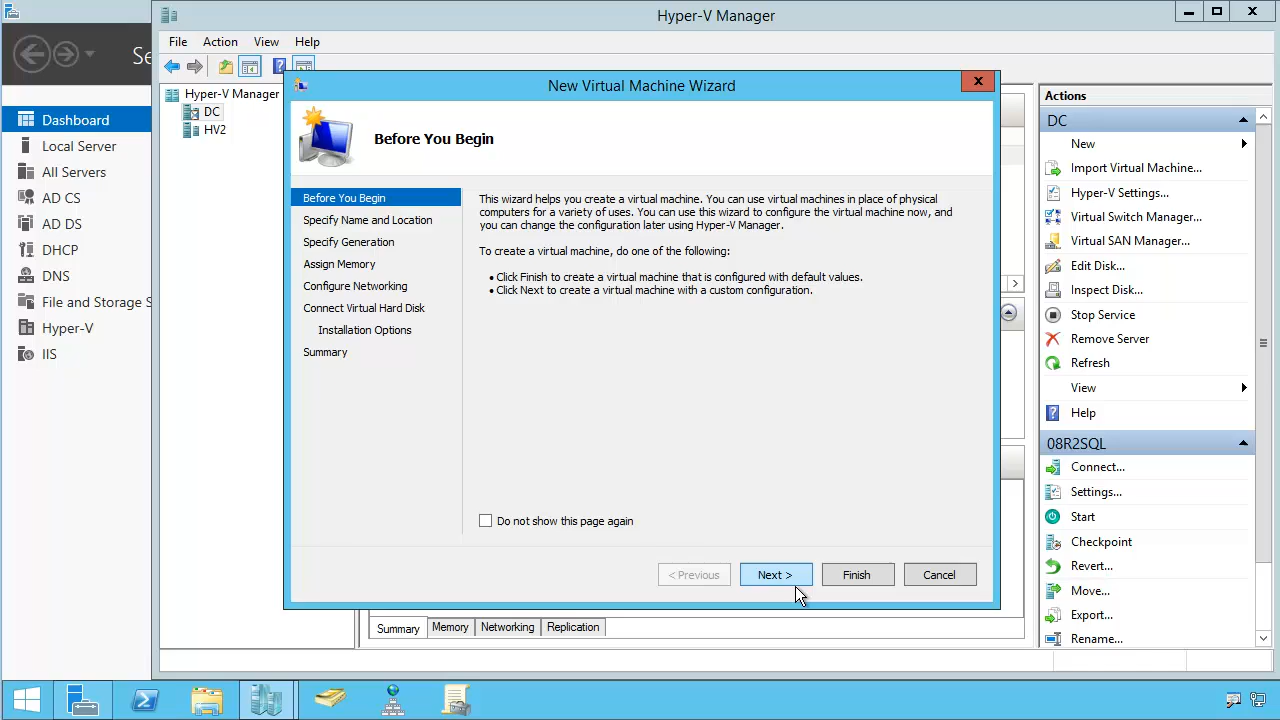 Hyper-V Manager
Se
File Action View Help
Dashboard
Local Server
All Servers
AD CS
AD DS
DHCP
DNS
File and Storage S
Hyper-V
IIS
Hyper-V Manager
DC
HV2
New Virtual Machine Wizard
Before You Begin
Before You Begin
Specify Name and Location
Specify Generation
Assign Memory
Configure Networking
Connect Virtual Hard Disk
Installation Options
Summary
This wizard helps you create a virtual machine. You can use virtual machines in place of physical
computers for a variety of uses. You can use this wizard to configure the virtual machine now, and
you can change the configuration later using Hyper-V Manager.
To create a virtual machine, do one of the following:
• Click Finish to create a virtual machine that is configured with default values.
• Click Next to create a virtual machine with a custom configuration.
Do not show this page again
< Previous Next > Finish Cancel
Summary Memory Networking Replication
Actions
DC
New
Import Virtual Machine...
Hyper-V Settings...
Virtual Switch Manager...
Virtual SAN Manager...
Edit Disk...
Inspect Disk...
Stop Service
Remove Server
Refresh
View
Help
08R2SQL
Connect...
Settings...
Start
Checkpoint
Revert...
Move...
Export...
Rename...